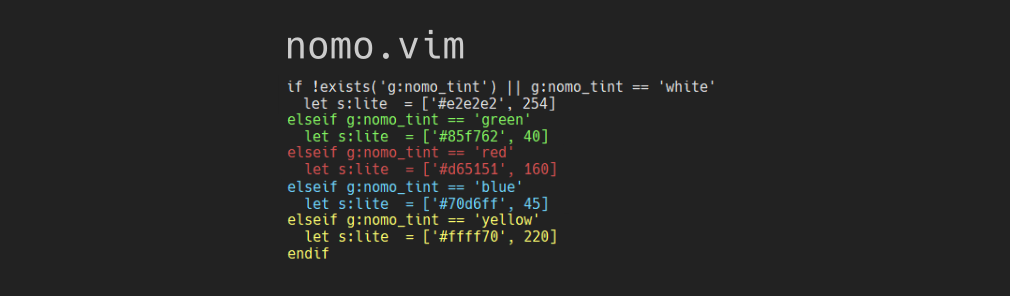 nomo.vim
if !exists('g:nomo_tint') || g:nomo_tint == 'white'
  let s:lite  = ['#e2e2e2', 254]
elseif g:nomo_tint == 'green'
  let s:lite  = ['#85f762', 40]
elseif g:nomo_tint == 'red'
  let s:lite  = ['#d65151', 160]
elseif g:nomo_tint == 'blue'
  let s:lite  = ['#70d6ff', 45]
elseif g:nomo_tint == 'yellow'
  let s:lite  = ['#ffff70', 220]
endif